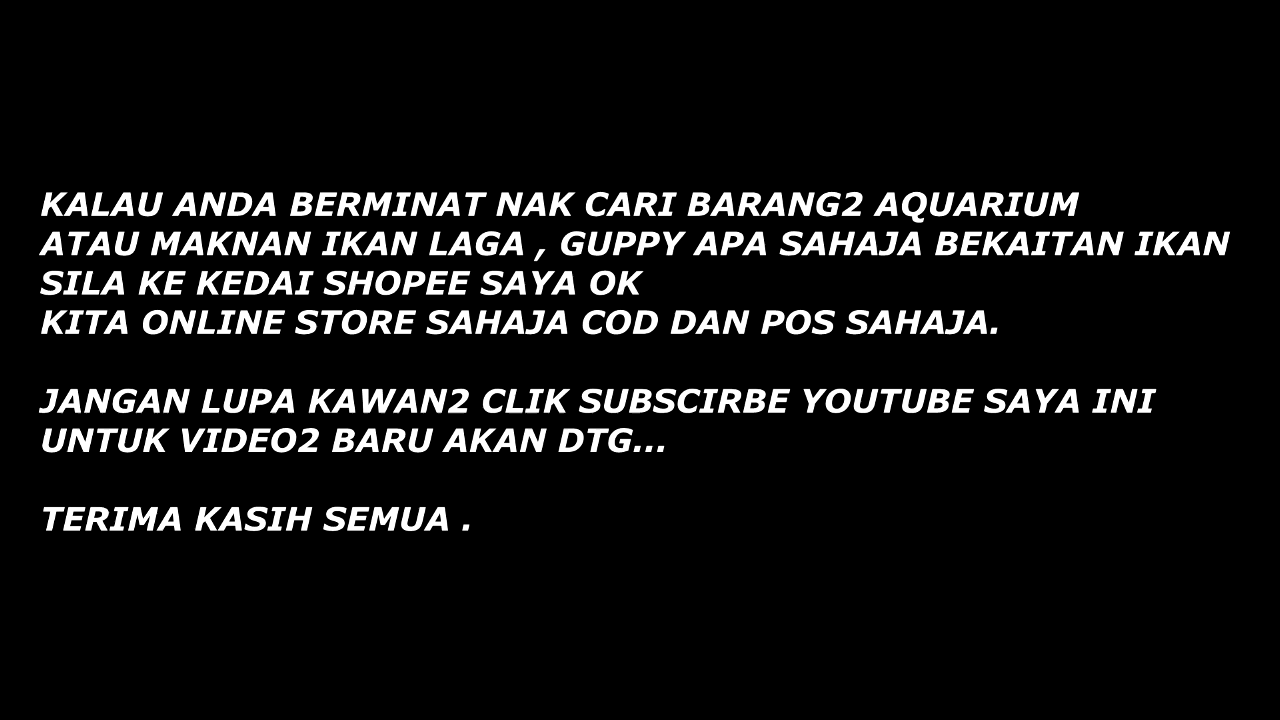 KALAU ANDA BERMINAT NAK CARI BARANG2 AQUARIUM
ATAU MAKNAN IKAN LAGA , GUPPY APA SAHAJA BEKAITAN IKAN
SILA KE KEDAI SHOPEE SAYA OK
KITA ONLINE STORE SAHAJA COD DAN POS SAHAJA.
JANGAN LUPA KAWAN2 CLIK SUBSCIRBE YOUTUBE SAYA INI
UNTUK VIDEO2 BARU AKAN DTG...
TERIMA KASIH SEMUA .